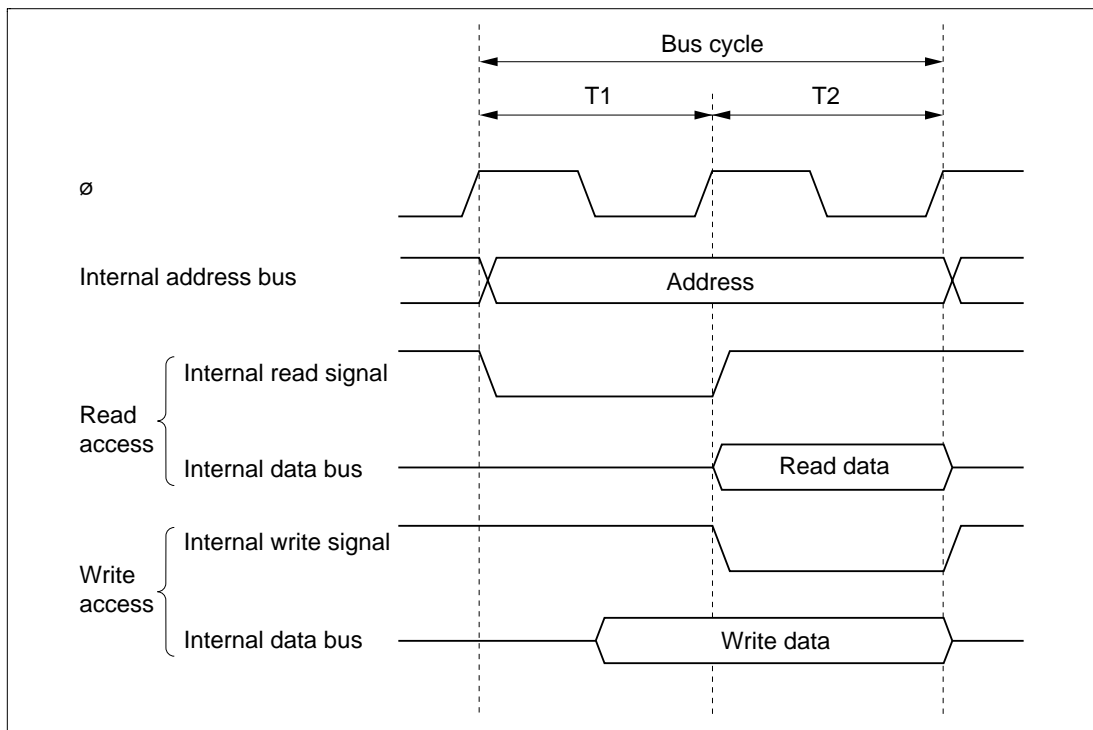 Bus cycle
T1
T2
ø
Internal address bus
Address
Read
access
Internal read signal
Internal data bus
Read data
Write
access
Internal write signal
Internal data bus
Write data